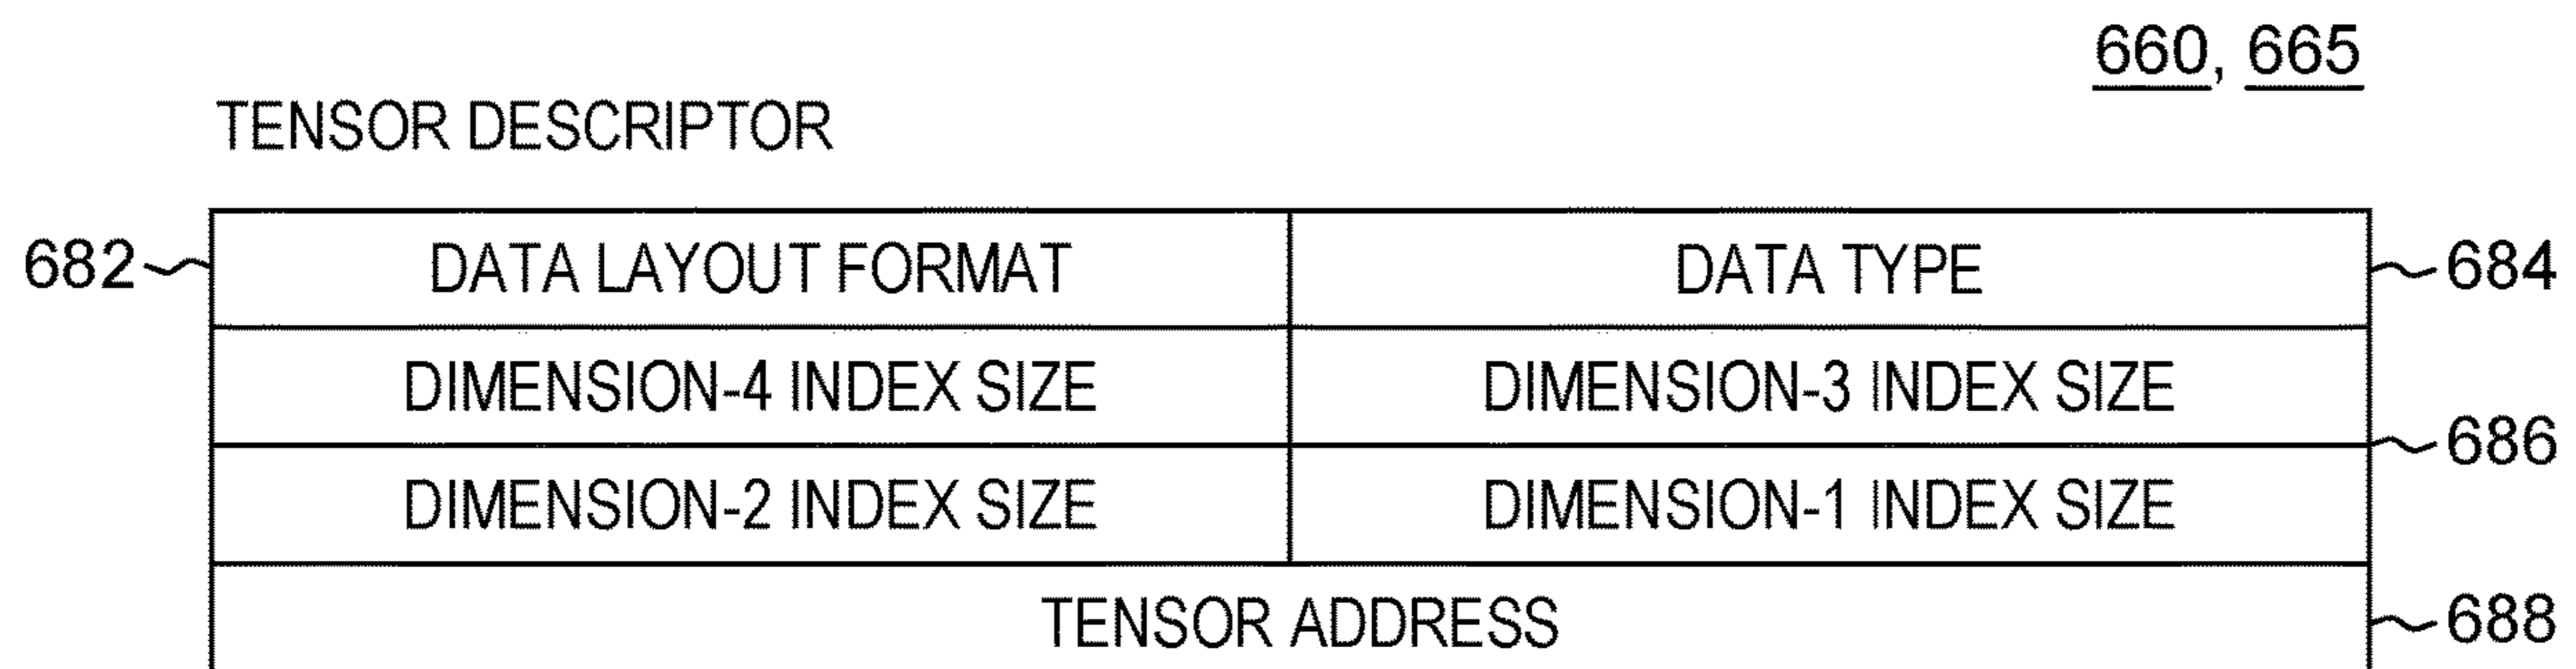 660, 665
TENSOR DESCRIPTOR
682 DATA LAYOUT FORMAT DATA TYPE 684
DIMENSION-4 INDEX SIZE DIMENSION-3 INDEX SIZE
686
DIMENSION-2 INDEX SIZE DIMENSION-1 INDEX SIZE
TENSOR ADDRESS 688